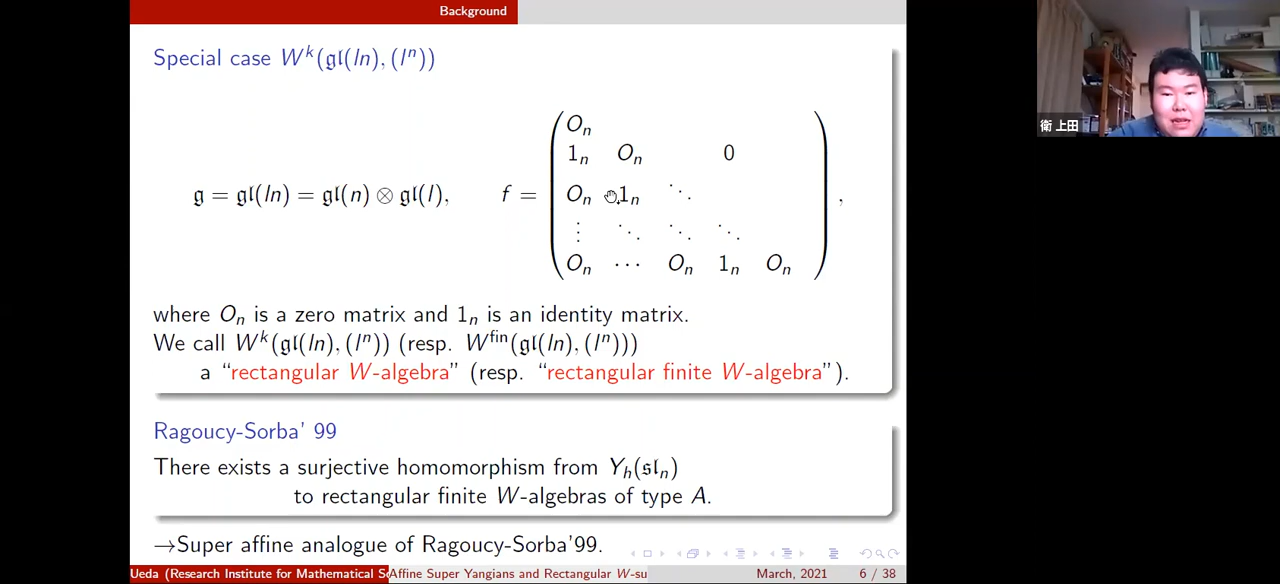 Background
Special case W^k(𝔤𝔩(ln), (l^n))
𝔤 = 𝔤𝔩(ln) = 𝔤𝔩(n) ⊗ 𝔤𝔩(l), f = ( O_n
1_n O_n 0
O_n 1_n ⋱
⋮ ⋱ ⋱ ⋱
O_n ⋯ O_n 1_n O_n ) ,
where O_n is a zero matrix and 1_n is an identity matrix.
We call W^k(𝔤𝔩(ln), (l^n)) (resp. W^fin(𝔤𝔩(ln), (l^n)))
a “rectangular W-algebra” (resp. “rectangular finite W-algebra”).
Ragoucy-Sorba’ 99
There exists a surjective homomorphism from Y_h(𝔰𝔩_n)
to rectangular finite W-algebras of type A.
→Super affine analogue of Ragoucy-Sorba’99.
Ueda (Research Institute for Mathematical S Affine Super Yangians and Rectangular W-su March, 2021 6 / 38
衛 上田